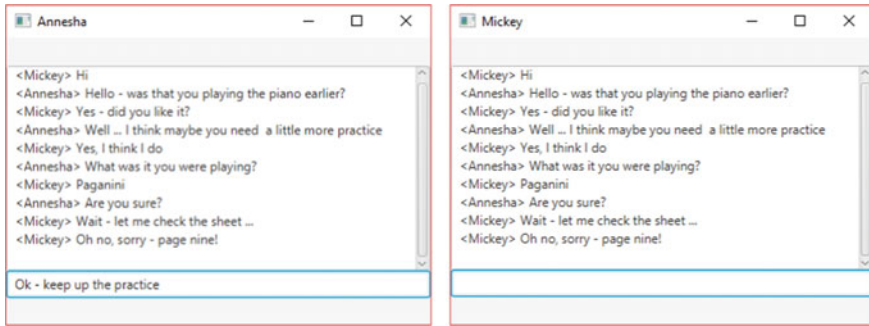 Annesha
<Mickey> Hi
<Annesha> Hello - was that you playing the piano earlier?
<Mickey> Yes - did you like it?
<Annesha> Well ... I think maybe you need  a little more practice
<Mickey> Yes, I think I do
<Annesha> What was it you were playing?
<Mickey> Paganini
<Annesha> Are you sure?
<Mickey> Wait - let me check the sheet ...
<Mickey> Oh no, sorry - page nine!
Ok - keep up the practice
Mickey
<Mickey> Hi
<Annesha> Hello - was that you playing the piano earlier?
<Mickey> Yes - did you like it?
<Annesha> Well ... I think maybe you need  a little more practice
<Mickey> Yes, I think I do
<Annesha> What was it you were playing?
<Mickey> Paganini
<Annesha> Are you sure?
<Mickey> Wait - let me check the sheet ...
<Mickey> Oh no, sorry - page nine!